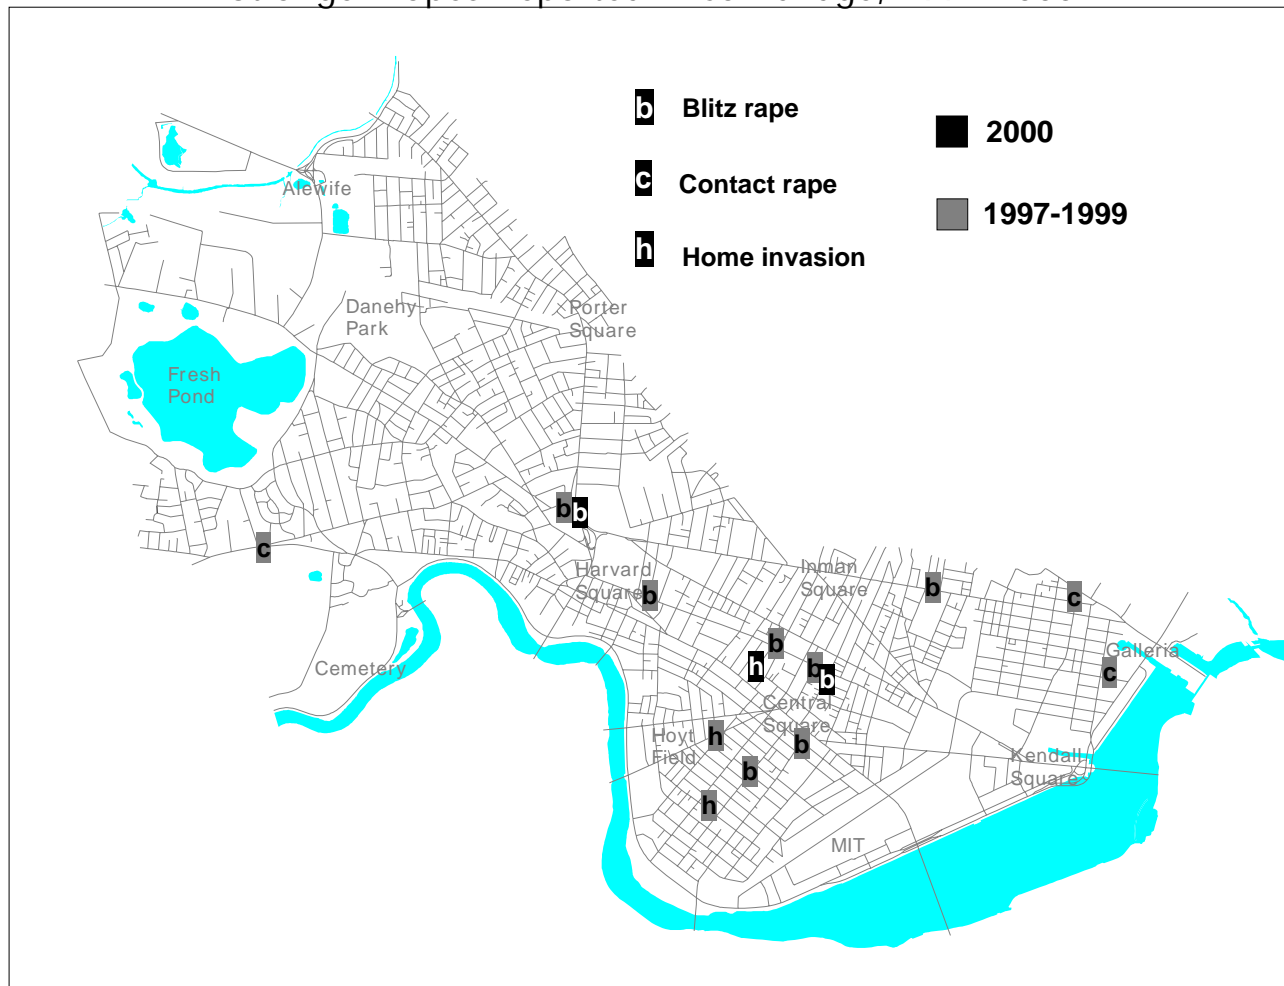 b Blitz rape
2000
c Contact rape
1997-1999
h Home invasion
Alewife
Danehy
Park
Porter
Square
Fresh
Pond
b
b
c
Harvard
Square
b
Inman
Square
b
c
b
h
b
b
Galleria
c
Cemetery
Central
Square
Hoyt
Field
h
b
b
h
Kendall
Square
MIT